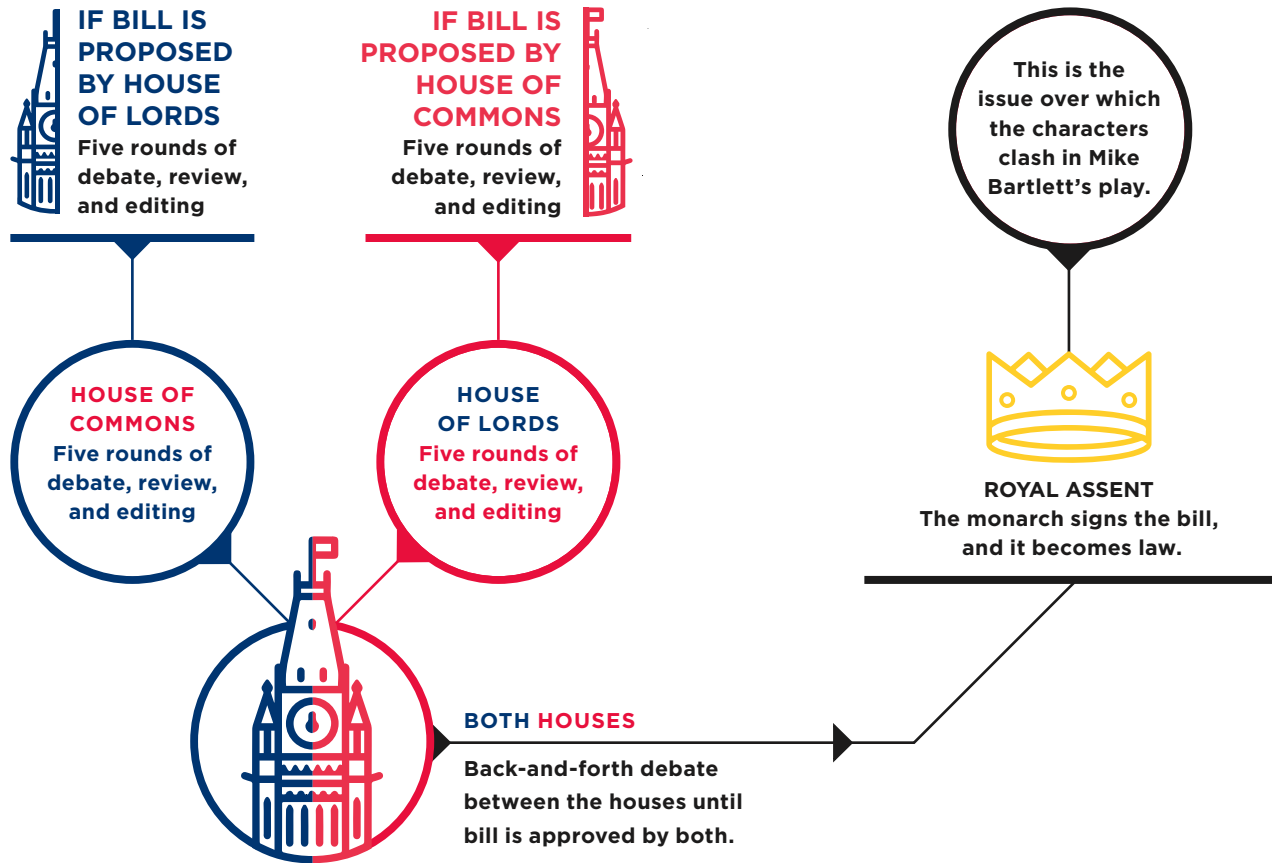 IF BILL IS
PROPOSED
BY HOUSE
OF LORDS
Five rounds of
debate, review,
and editing
IF BILL IS
PROPOSED BY
HOUSE OF
COMMONS
Five rounds of
debate, review,
and editing
This is the
issue over which
the characters
clash in Mike
Bartlett’s play.
HOUSE OF
COMMONS
Five rounds of
debate, review,
and editing
HOUSE
OF LORDS
Five rounds of
debate, review,
and editing
ROYAL ASSENT
The monarch signs the bill,
and it becomes law.
BOTH HOUSES
Back-and-forth debate
between the houses until
bill is approved by both.